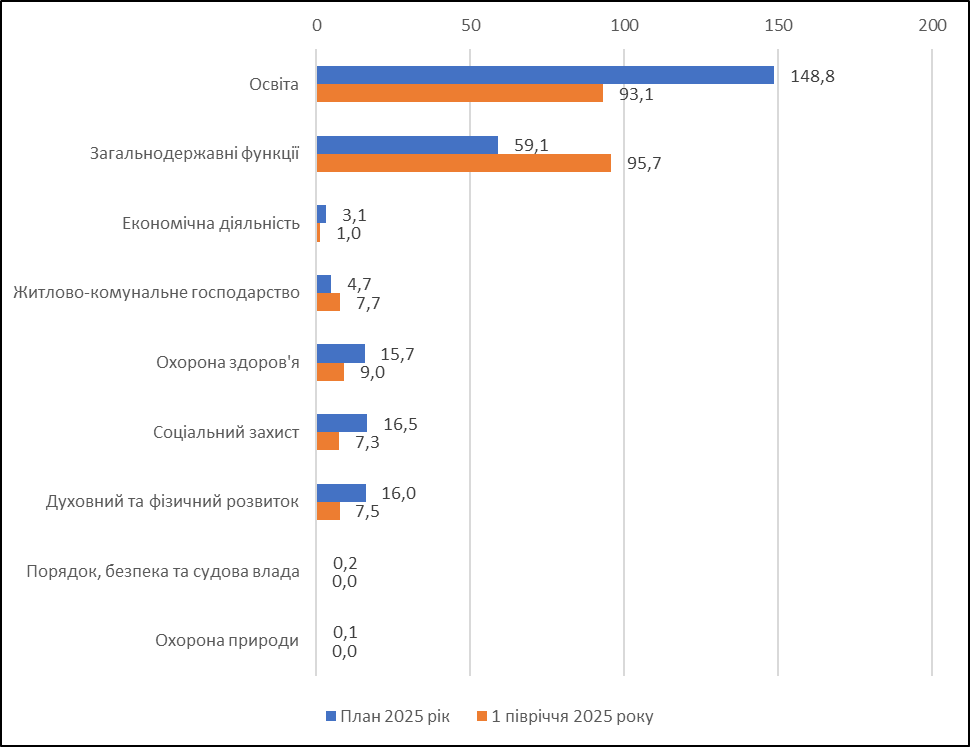 0 50 100 150 200
Освіта 148,8
93,1
Загальнодержавні функції 59,1
95,7
Економічна діяльність 3,1
1,0
Житлово-комунальне господарство 4,7
7,7
Охорона здоров'я 15,7
9,0
Соціальний захист 16,5
7,3
Духовний та фізичний розвиток 16,0
7,5
Порядок, безпека та судова влада 0,2
0,0
Охорона природи 0,1
0,0
План 2025 рік 1 півріччя 2025 року